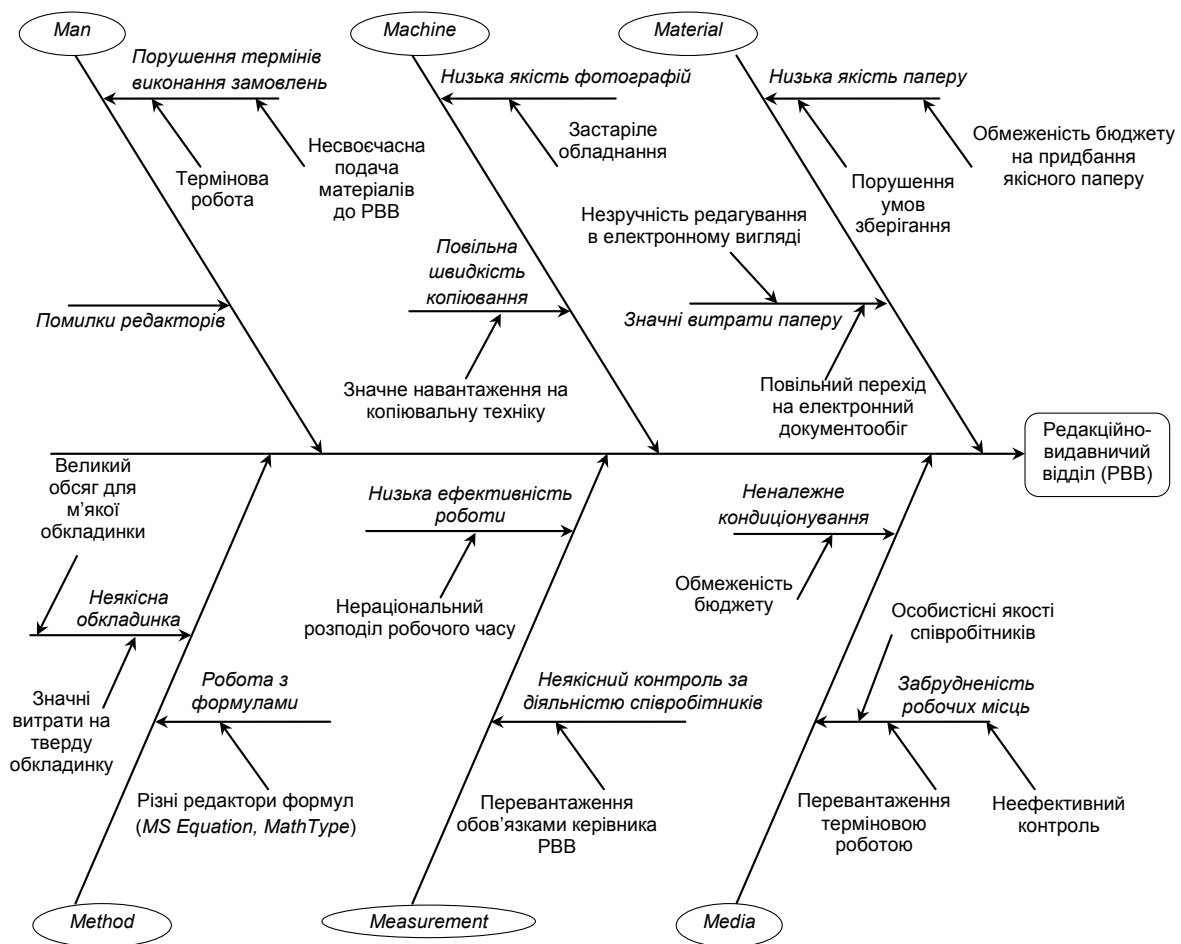 Man
Machine
Material
Порушення термінів
виконання замовлень
Низька якість фотографій
Низька якість паперу
Термінова
робота
Несвоєчасна
подача
матеріалів
до РВВ
Застаріле
обладнання
Порушення
умов
зберігання
Обмеженість бюджету
на придбання
якісного паперу
Помилки редакторів
Повільна
швидкість
копіювання
Значне навантаження на
копіювальну техніку
Незручність редагування
в електронному вигляді
Значні витрати паперу
Повільний перехід
на електронний
документообіг
Редакційно-
видавничий
відділ (РВВ)
Великий
обсяг для
м’якої
обкладинки
Неякісна
обкладинка
Значні
витрати на
тверду
обкладинку
Робота з
формулами
Різні редактори формул
(MS Equation, MathType)
Низька ефективність
роботи
Нераціональний
розподіл робочого часу
Неякісний контроль за
діяльністю співробітників
Перевантаження
обов’язками керівника
РВВ
Неналежне
кондиціонування
Обмеженість
бюджету
Особистісні якості
співробітників
Забрудненість
робочих місць
Перевантаження
терміновою
роботою
Неефективний
контроль
Method
Measurement
Media